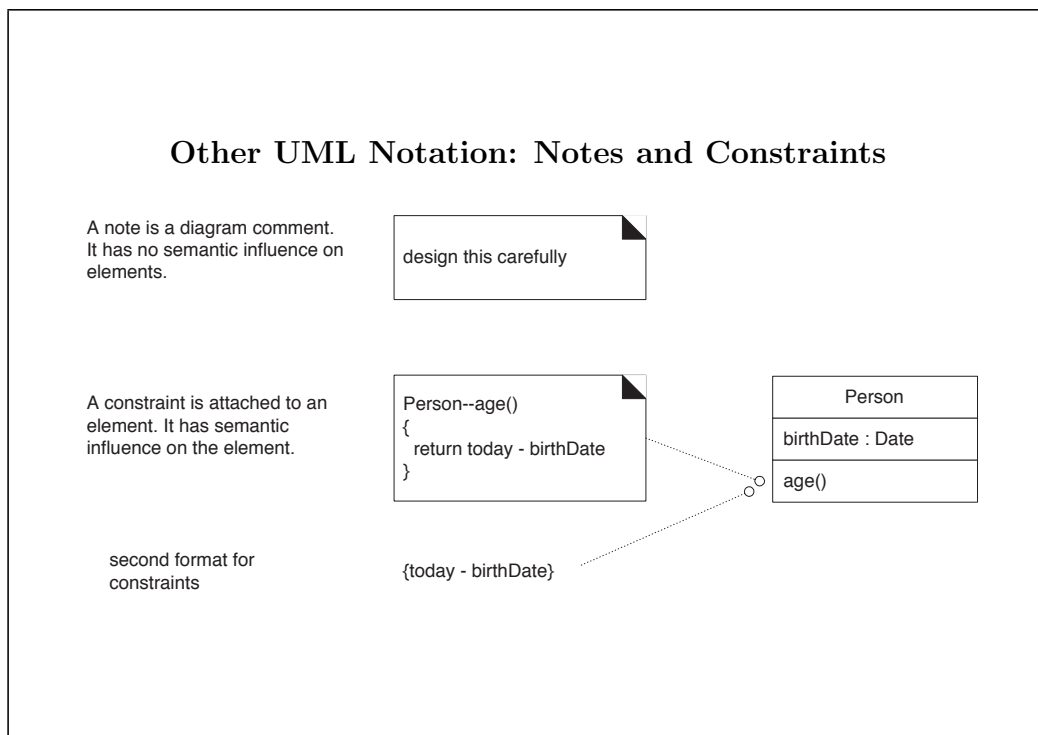 Other UML Notation: Notes and Constraints
A note is a diagram comment.
It has no semantic influence on
elements.
design this carefully
A constraint is attached to an
element. It has semantic
influence on the element.
Person--age()
{
return today - birthDate
}
Person
birthDate : Date
age()
second format for
constraints
{today - birthDate}